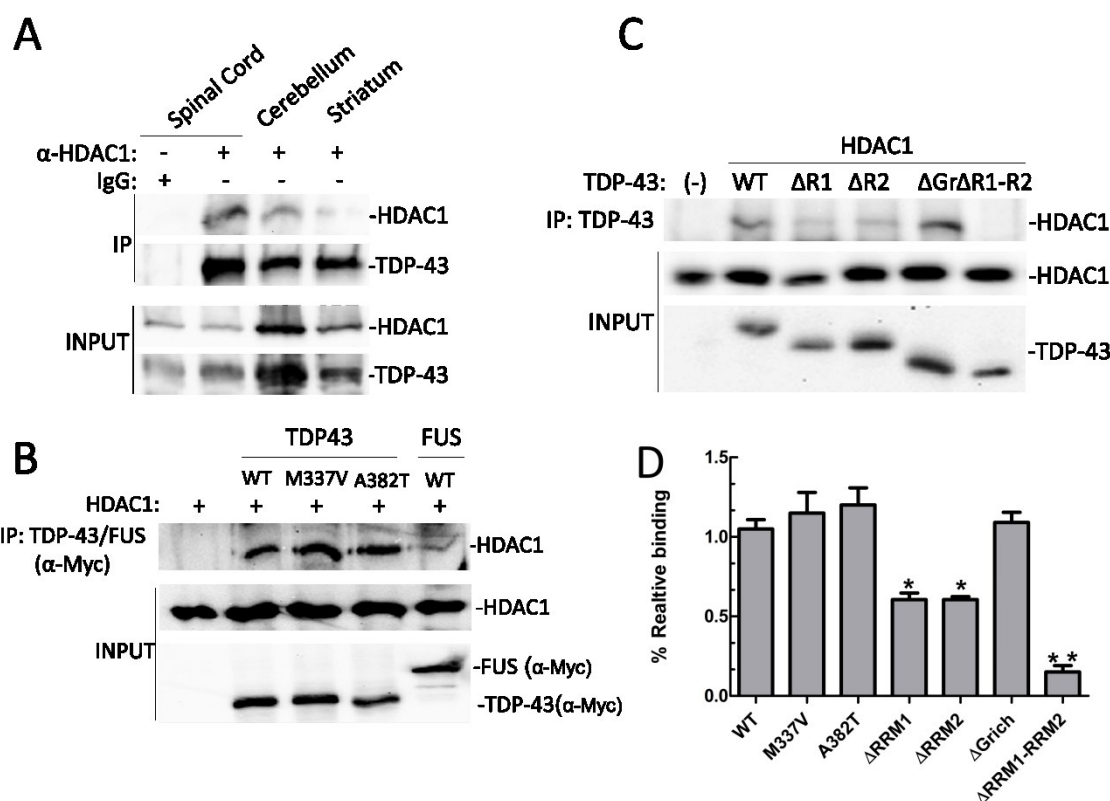 A
Spinal Cord
Cerebellum
Striatum
α-HDAC1: - + + +
IgG: + - - -
IP
-HDAC1
-TDP-43
INPUT
-HDAC1
-TDP-43
B
TDP43 FUS
WT M337V A382T WT
HDAC1: + + + + +
IP: TDP-43/FUS
(α-Myc)
-HDAC1
-HDAC1
INPUT
-FUS (α-Myc)
-TDP-43(α-Myc)
C
HDAC1
TDP-43: (-) WT ΔR1 ΔR2 ΔGrΔR1-R2
IP: TDP-43
-HDAC1
-HDAC1
INPUT
-TDP-43
D
% Realtive binding
1.5
1.0
0.5
0.0
* * **
WT
M337V
A382T
ΔRRM1
ΔRRM2
ΔGrich
ΔRRM1-RRM2